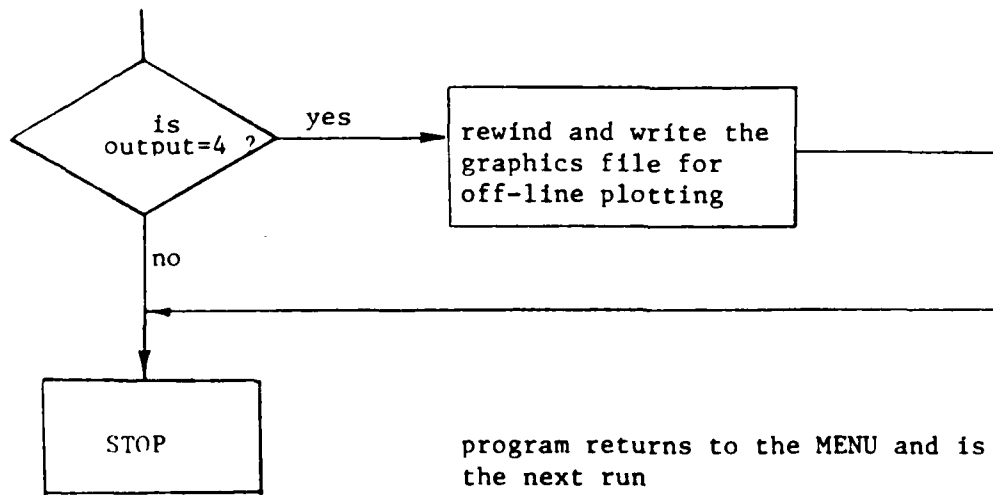 is
output=4 ?
yes
rewind and write the
graphics file for
off-line plotting
no
STOP
program returns to the MENU and is
the next run